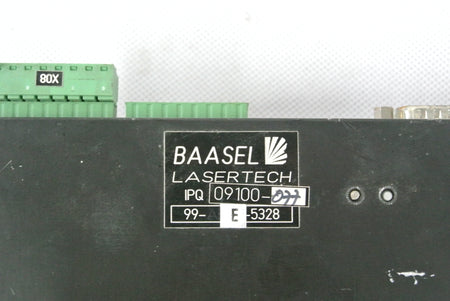 80X
BAASEL
LASERTECH
IPQ 09100-077
99- E -5328